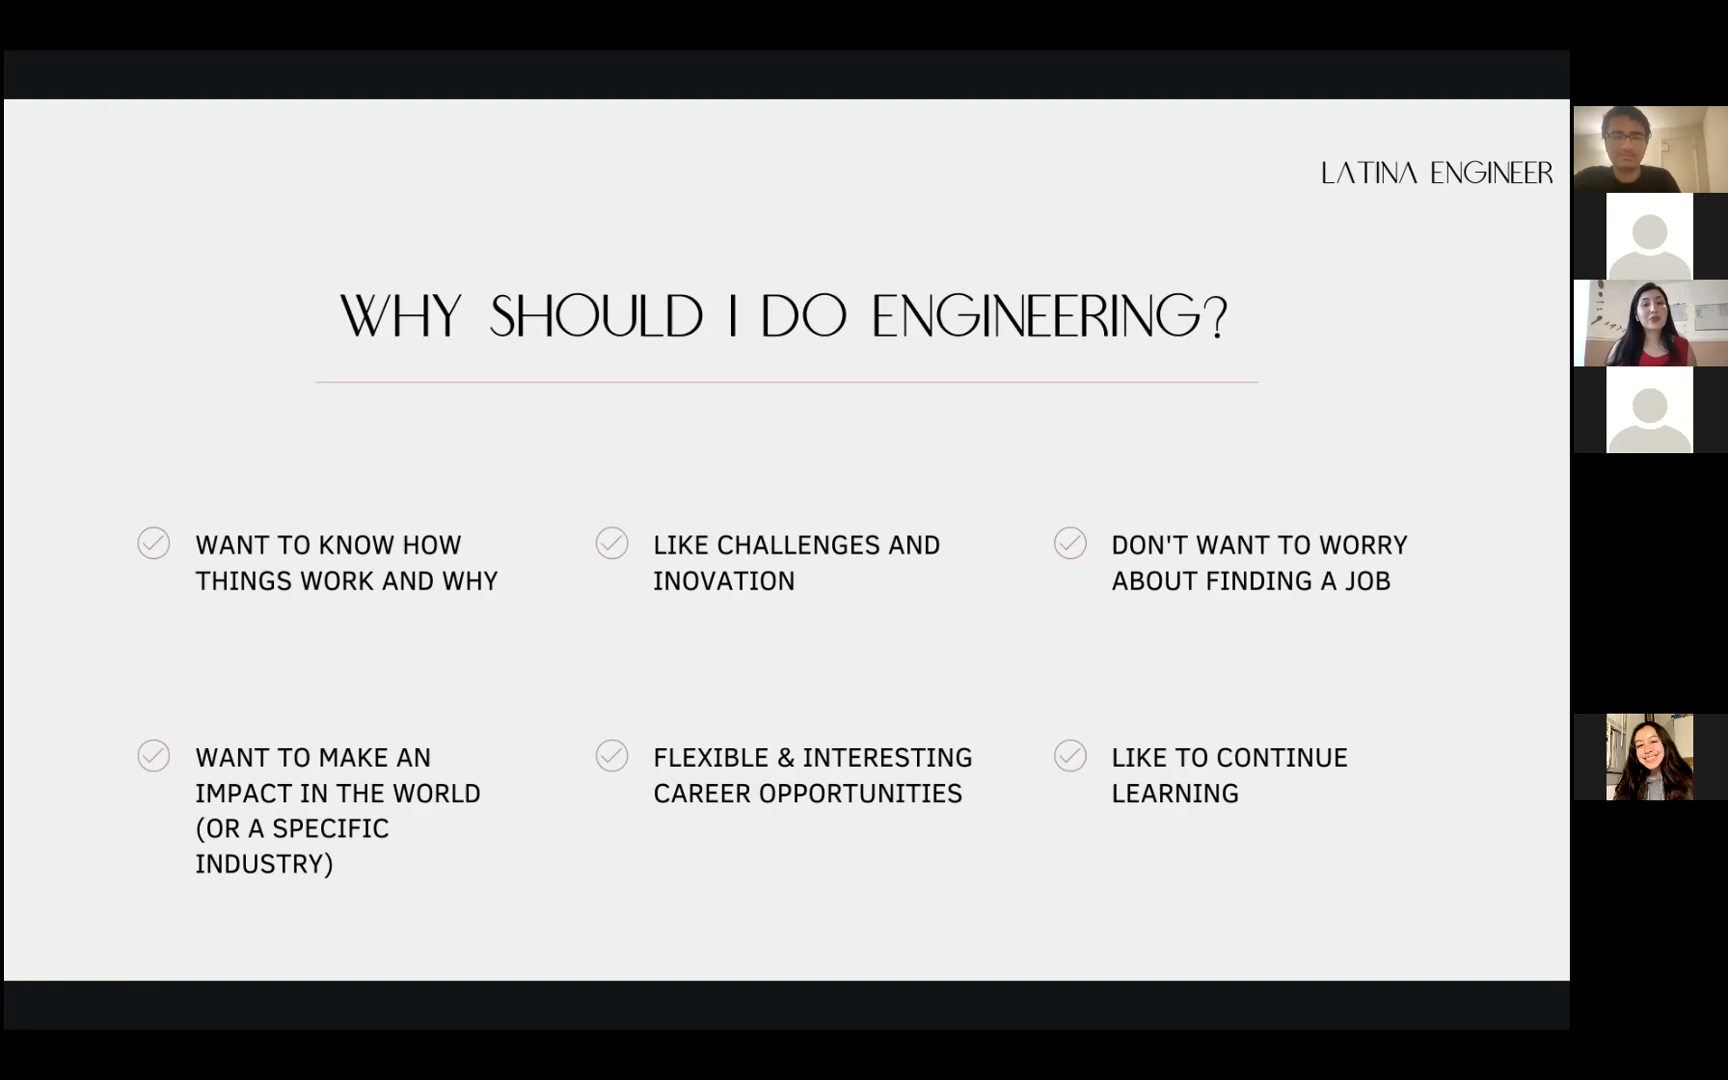 LATINA ENGINEER
WHY SHOULD I DO ENGINEERING?
WANT TO KNOW HOW
THINGS WORK AND WHY
LIKE CHALLENGES AND
INOVATION
DON'T WANT TO WORRY
ABOUT FINDING A JOB
WANT TO MAKE AN
IMPACT IN THE WORLD
(OR A SPECIFIC
INDUSTRY)
FLEXIBLE & INTERESTING
CAREER OPPORTUNITIES
LIKE TO CONTINUE
LEARNING